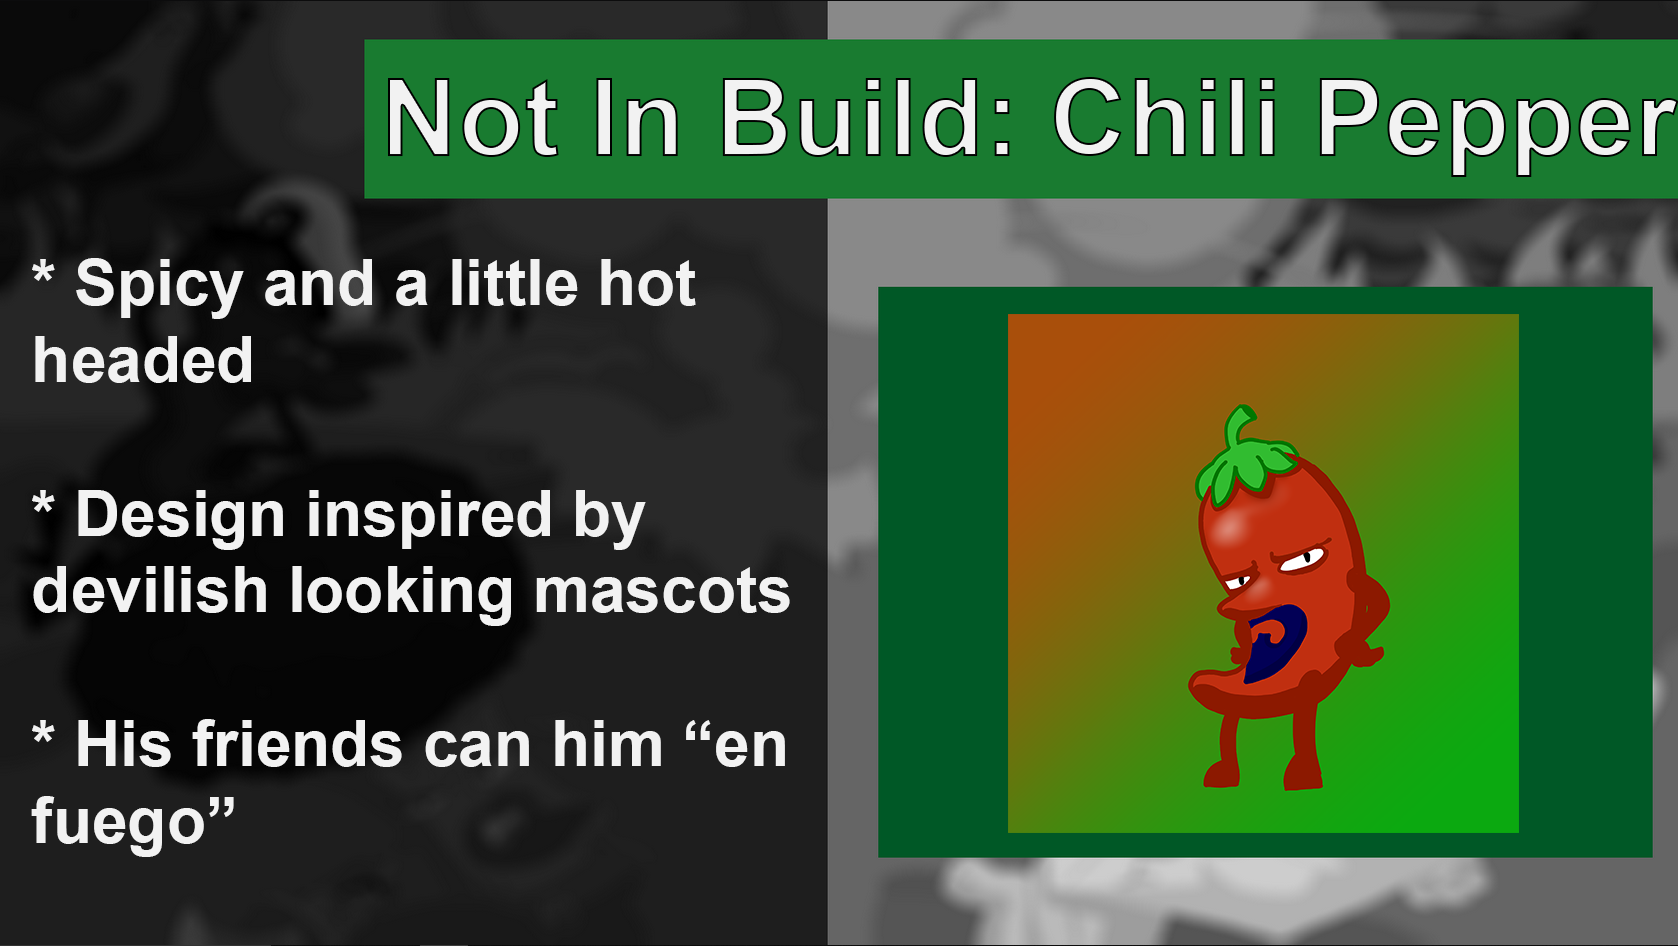 Not In Build: Chili Pepper
* Spicy and a little hot
headed
* Design inspired by
devilish looking mascots
* His friends can him “en
fuego”